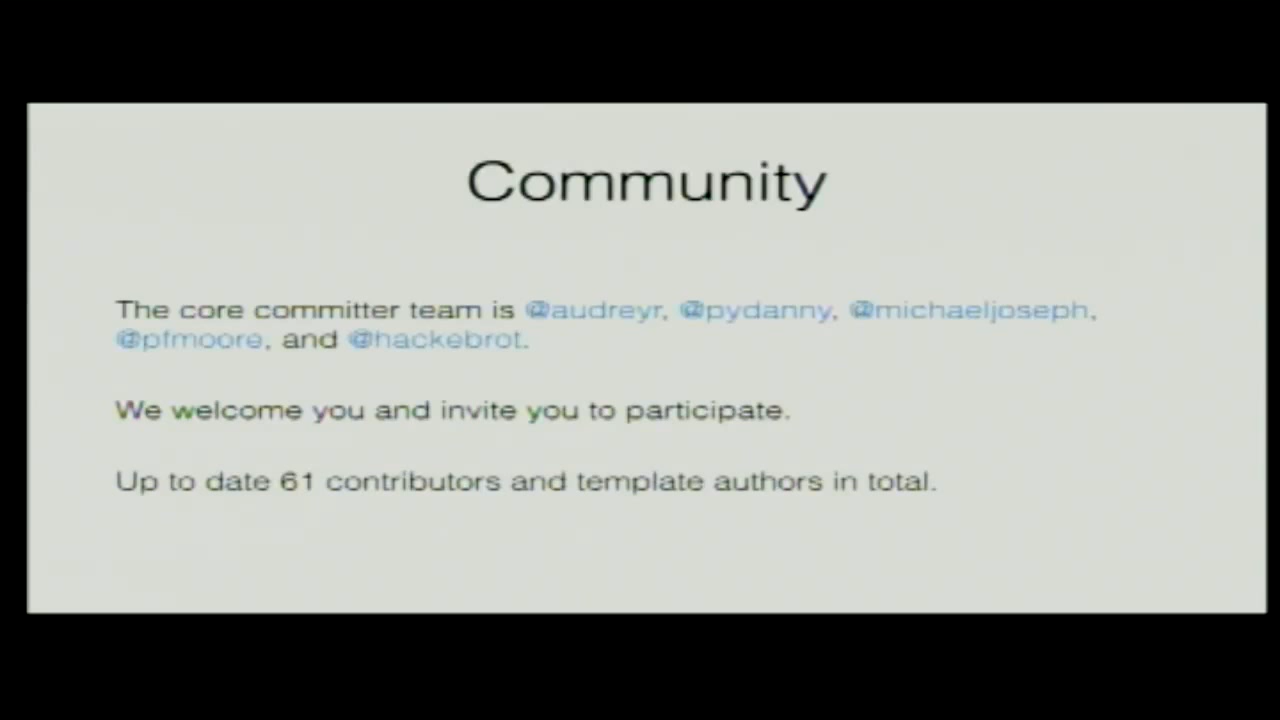 Community
The core committer team is @audreyr, @pydanny, @michaeljoseph,
@pfmoore, and @hackebrot.
We welcome you and invite you to participate.
Up to date 61 contributors and template authors in total.